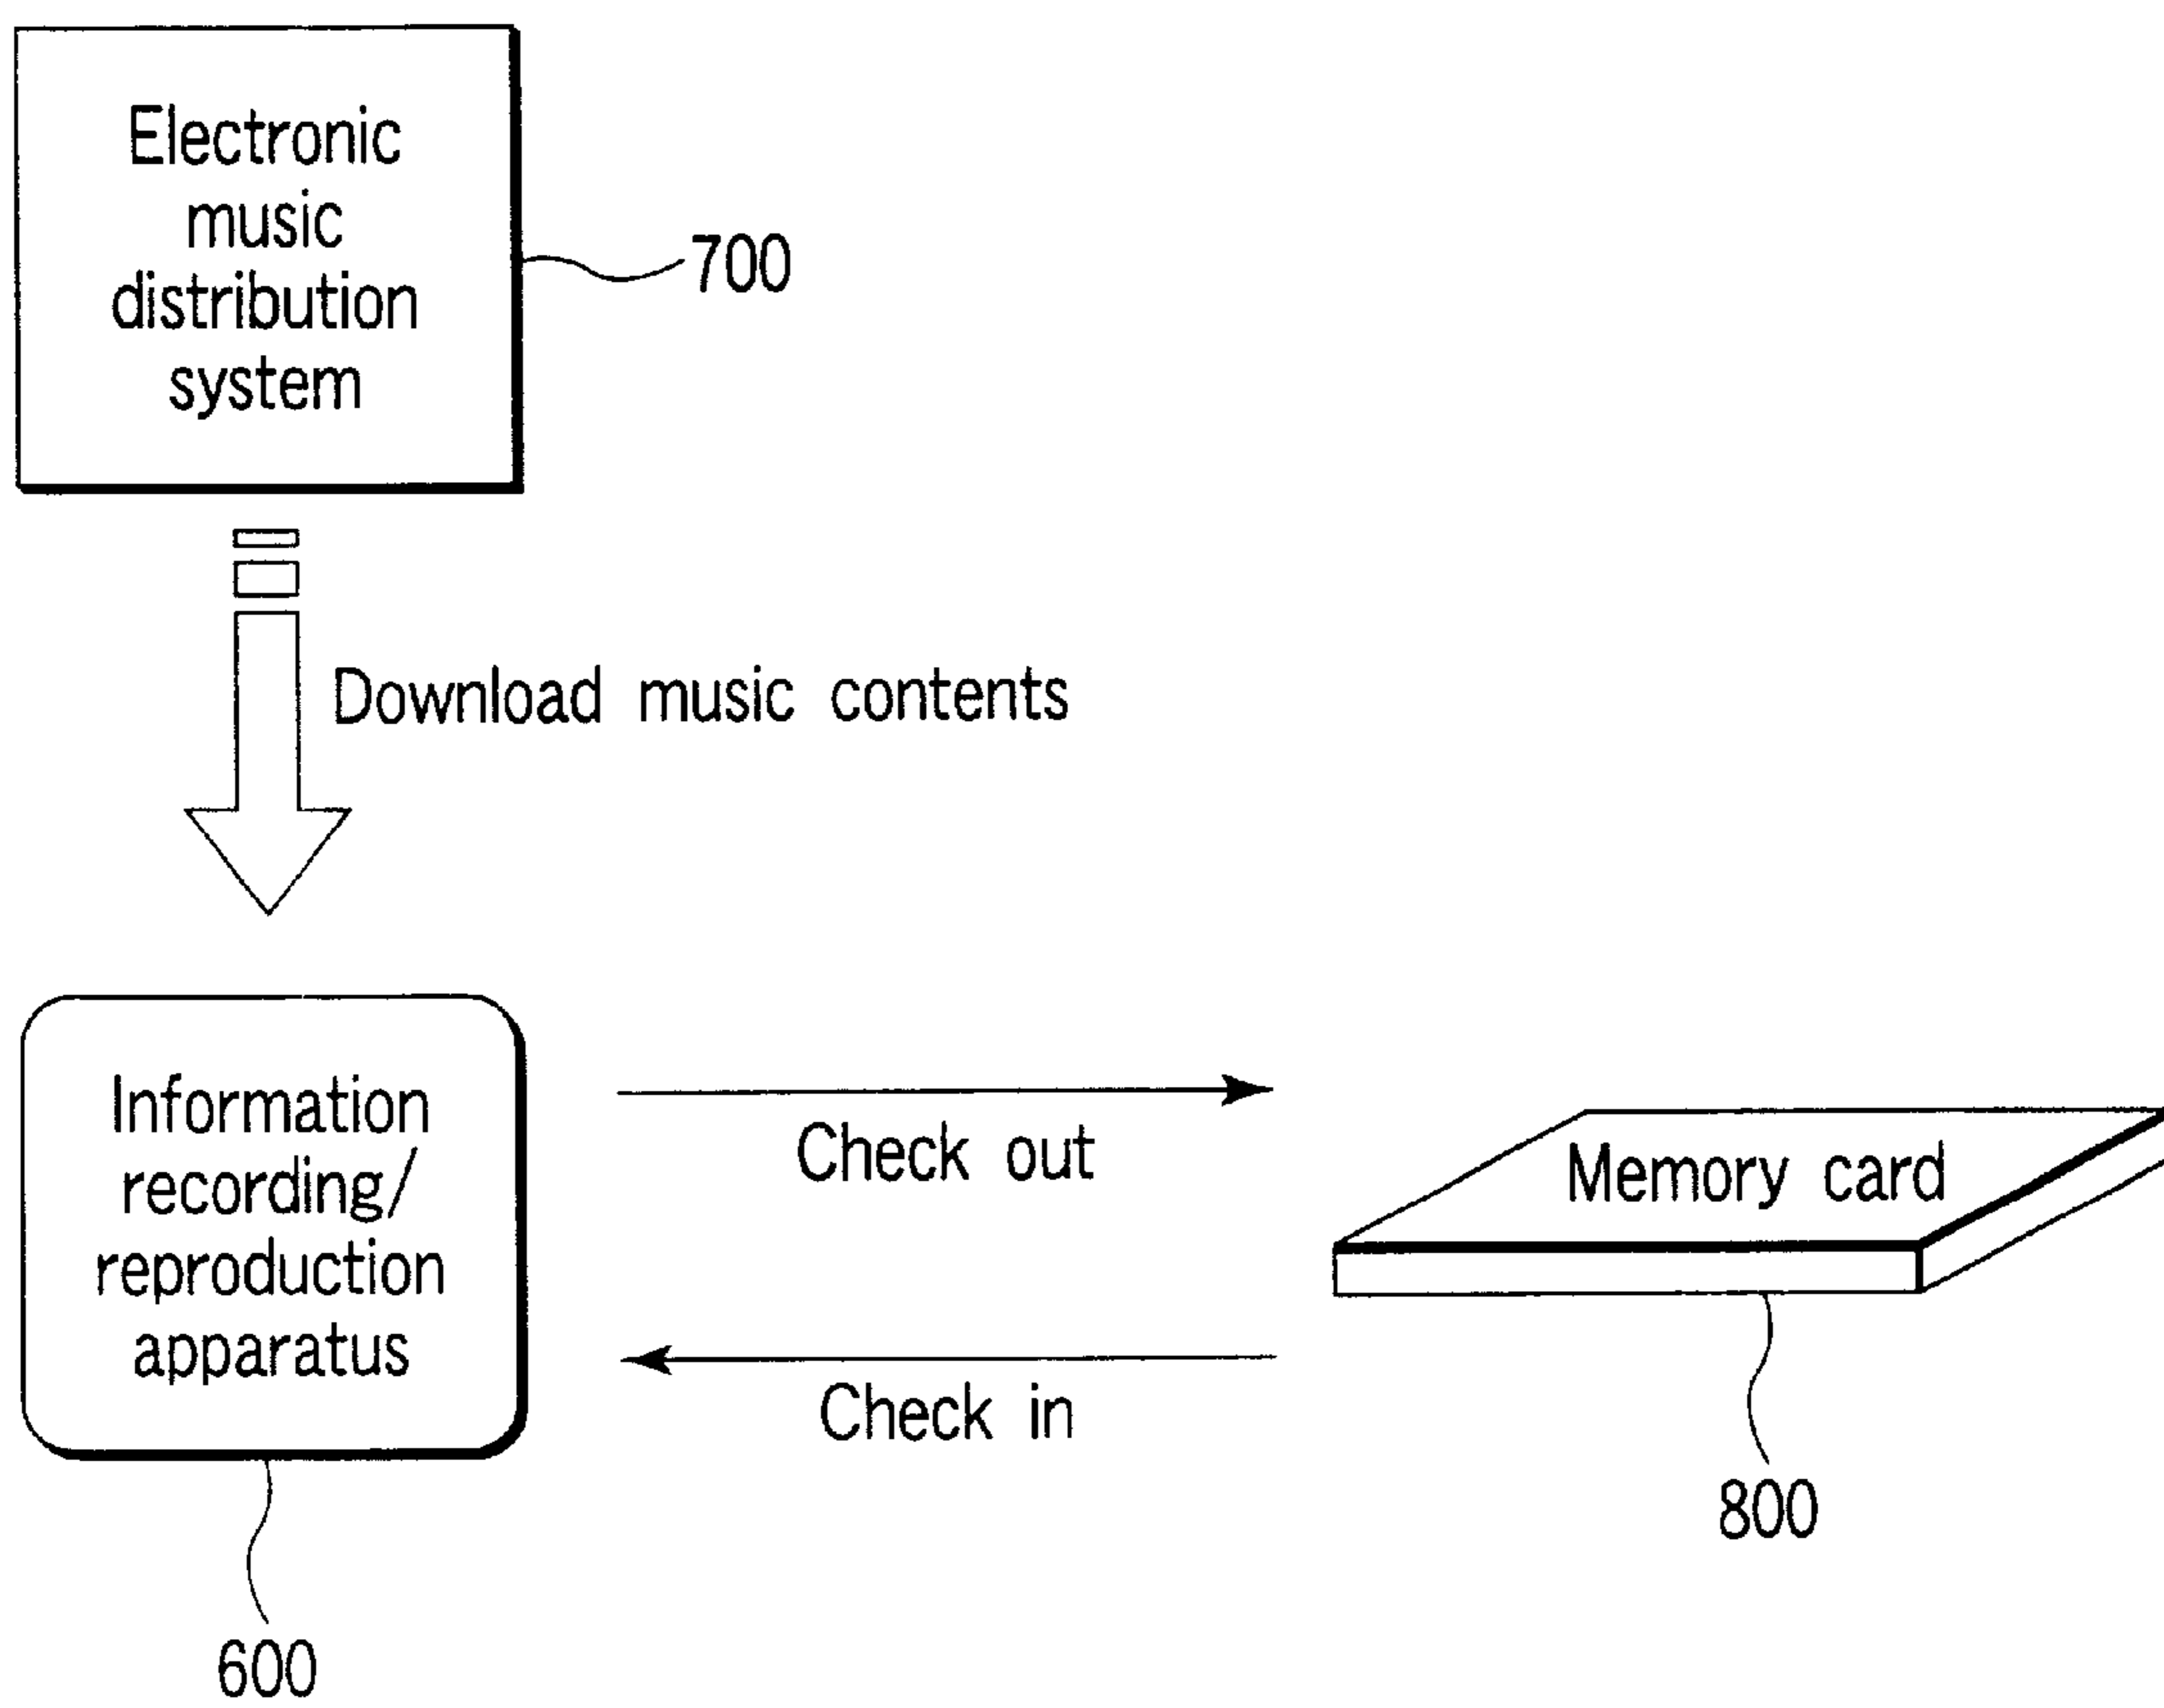 Electronic
music
distribution
system
700
Download music contents
Information
recording/
reproduction
apparatus
Check out
Memory card
Check in
800
600